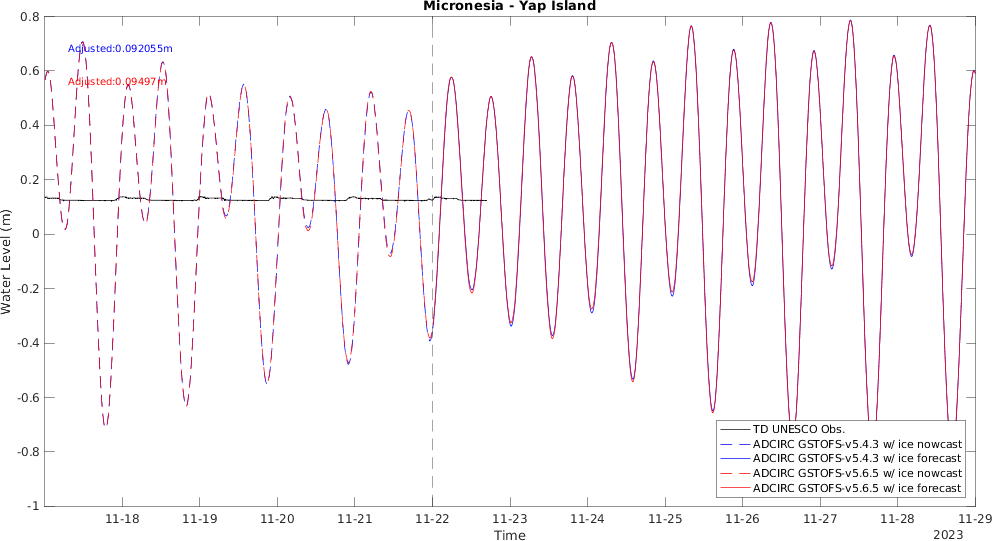 Micronesia - Yap Island
Adjusted:0.092055m
Adjusted:0.09497m
0.8
0.6
0.4
0.2
0
-0.2
-0.4
-0.6
-0.8
-1
Water Level (m)
TD UNESCO Obs.
ADCIRC GSTOFS-v5.4.3 w/ ice nowcast
ADCIRC GSTOFS-v5.4.3 w/ ice forecast
ADCIRC GSTOFS-v5.6.5 w/ ice nowcast
ADCIRC GSTOFS-v5.6.5 w/ ice forecast
11-18 11-19 11-20 11-21 11-22 11-23 11-24 11-25 11-26 11-27 11-28 11-29
Time
2023